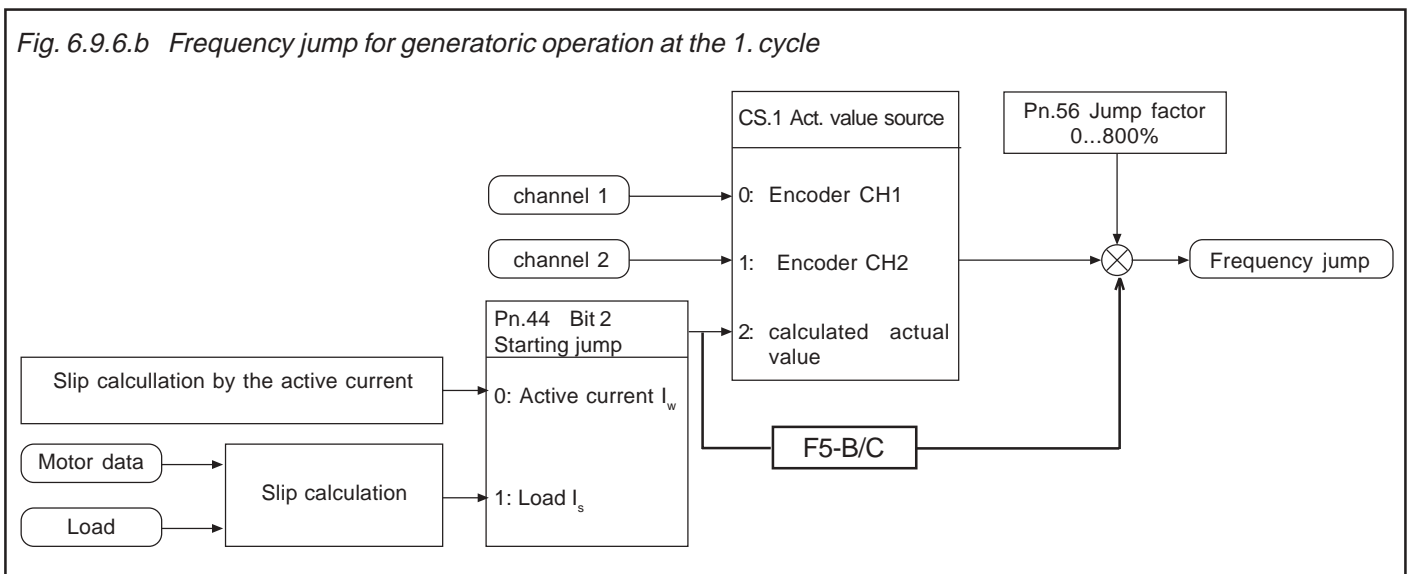 Fig. 6.9.6.b Frequency jump for generatoric operation at the 1. cycle
CS.1 Act. value source
Pn.56 Jump factor
0...800%
channel 1
0: Encoder CH1
channel 2
1: Encoder CH2
Frequency jump
Pn.44 Bit 2
Starting jump
2: calculated actual
value
Slip calcullation by the active current
0: Active current Iw
F5-B/C
Motor data
Slip calculation
1: Load Is
Load